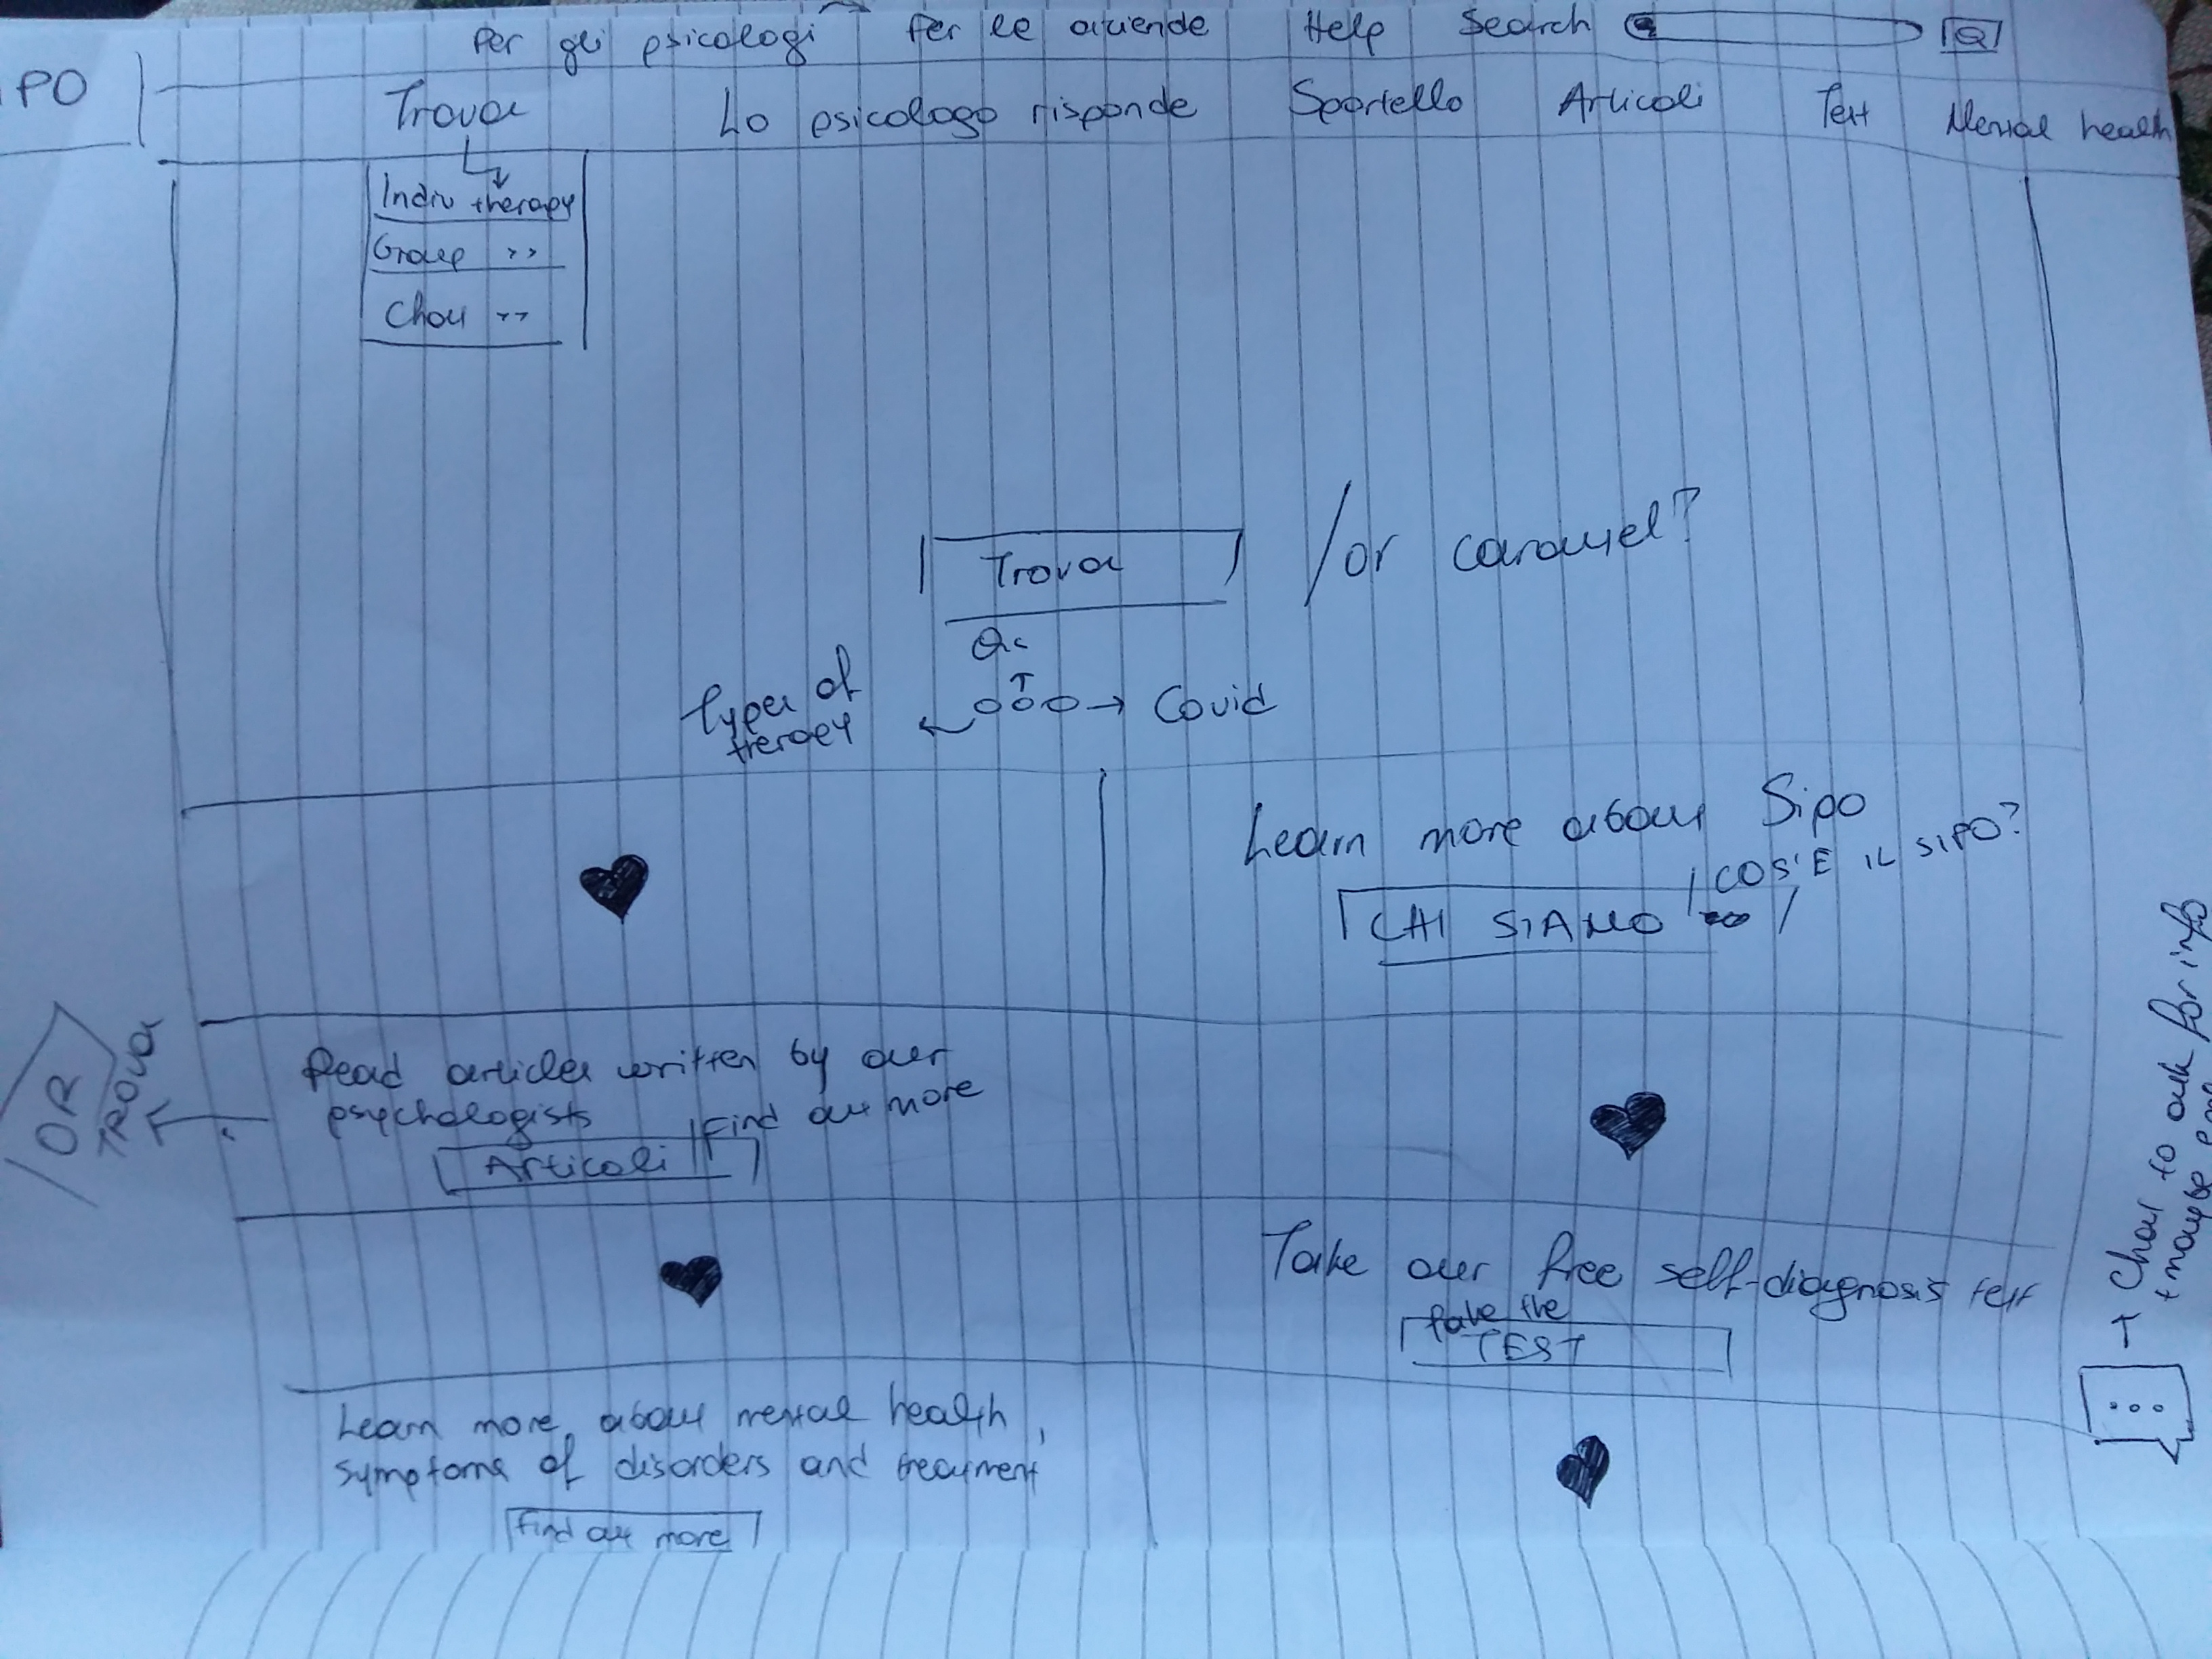 Per gli psicologi Per le aziende Help Search
PO
Trova Lo psicologo risponde Sportello Articoli Test Mental health
Indiv therapy
Group ››
Chat ››
Trova / or carousel?
Types of
therapy
Covid
Learn more about Sipo
COS'E IL SIPO?
CHI SIAMO
Read articles written by our
psychologists
Find out more
Articoli
OR
TROVA
Take our free self-diagnosis test
Take the
TEST
Learn more about mental health,
symptoms of disorders and treatment
Find out more
Chat to ask for info
+ maybe